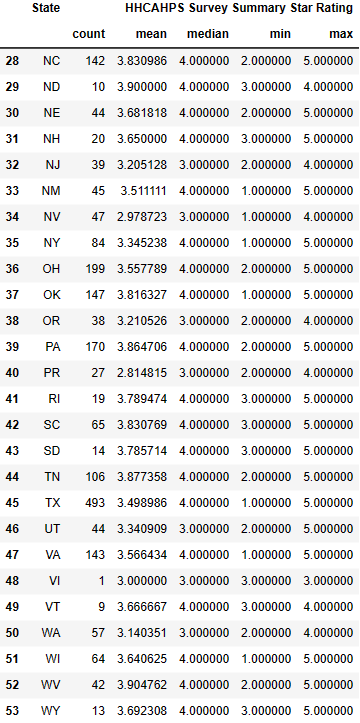 State HHCAHPS Survey Summary Star Rating
count mean median min max
28 NC 142 3.830986 4.000000 2.000000 5.000000
29 ND 10 3.900000 4.000000 3.000000 4.000000
30 NE 44 3.681818 4.000000 2.000000 5.000000
31 NH 20 3.650000 4.000000 3.000000 5.000000
32 NJ 39 3.205128 3.000000 2.000000 4.000000
33 NM 45 3.511111 4.000000 1.000000 5.000000
34 NV 47 2.978723 3.000000 1.000000 4.000000
35 NY 84 3.345238 4.000000 1.000000 5.000000
36 OH 199 3.557789 4.000000 2.000000 5.000000
37 OK 147 3.816327 4.000000 1.000000 5.000000
38 OR 38 3.210526 3.000000 2.000000 4.000000
39 PA 170 3.864706 4.000000 2.000000 5.000000
40 PR 27 2.814815 3.000000 2.000000 4.000000
41 RI 19 3.789474 4.000000 3.000000 5.000000
42 SC 65 3.830769 4.000000 3.000000 5.000000
43 SD 14 3.785714 4.000000 3.000000 5.000000
44 TN 106 3.877358 4.000000 2.000000 5.000000
45 TX 493 3.498986 4.000000 1.000000 5.000000
46 UT 44 3.340909 3.000000 2.000000 5.000000
47 VA 143 3.566434 4.000000 1.000000 5.000000
48 VI 1 3.000000 3.000000 3.000000 3.000000
49 VT 9 3.666667 4.000000 3.000000 4.000000
50 WA 57 3.140351 3.000000 2.000000 4.000000
51 WI 64 3.640625 4.000000 1.000000 5.000000
52 WV 42 3.904762 4.000000 2.000000 5.000000
53 WY 13 3.692308 4.000000 3.000000 5.000000